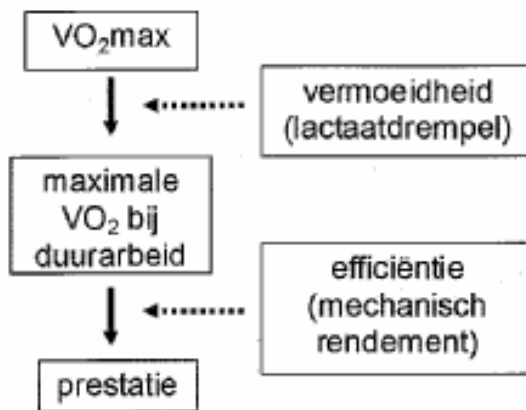 VO₂max
vermoeidheid
(lactaatdrempel)
maximale
VO₂ bij
duurarbeid
efficiëntie
(mechanisch
rendement)
prestatie